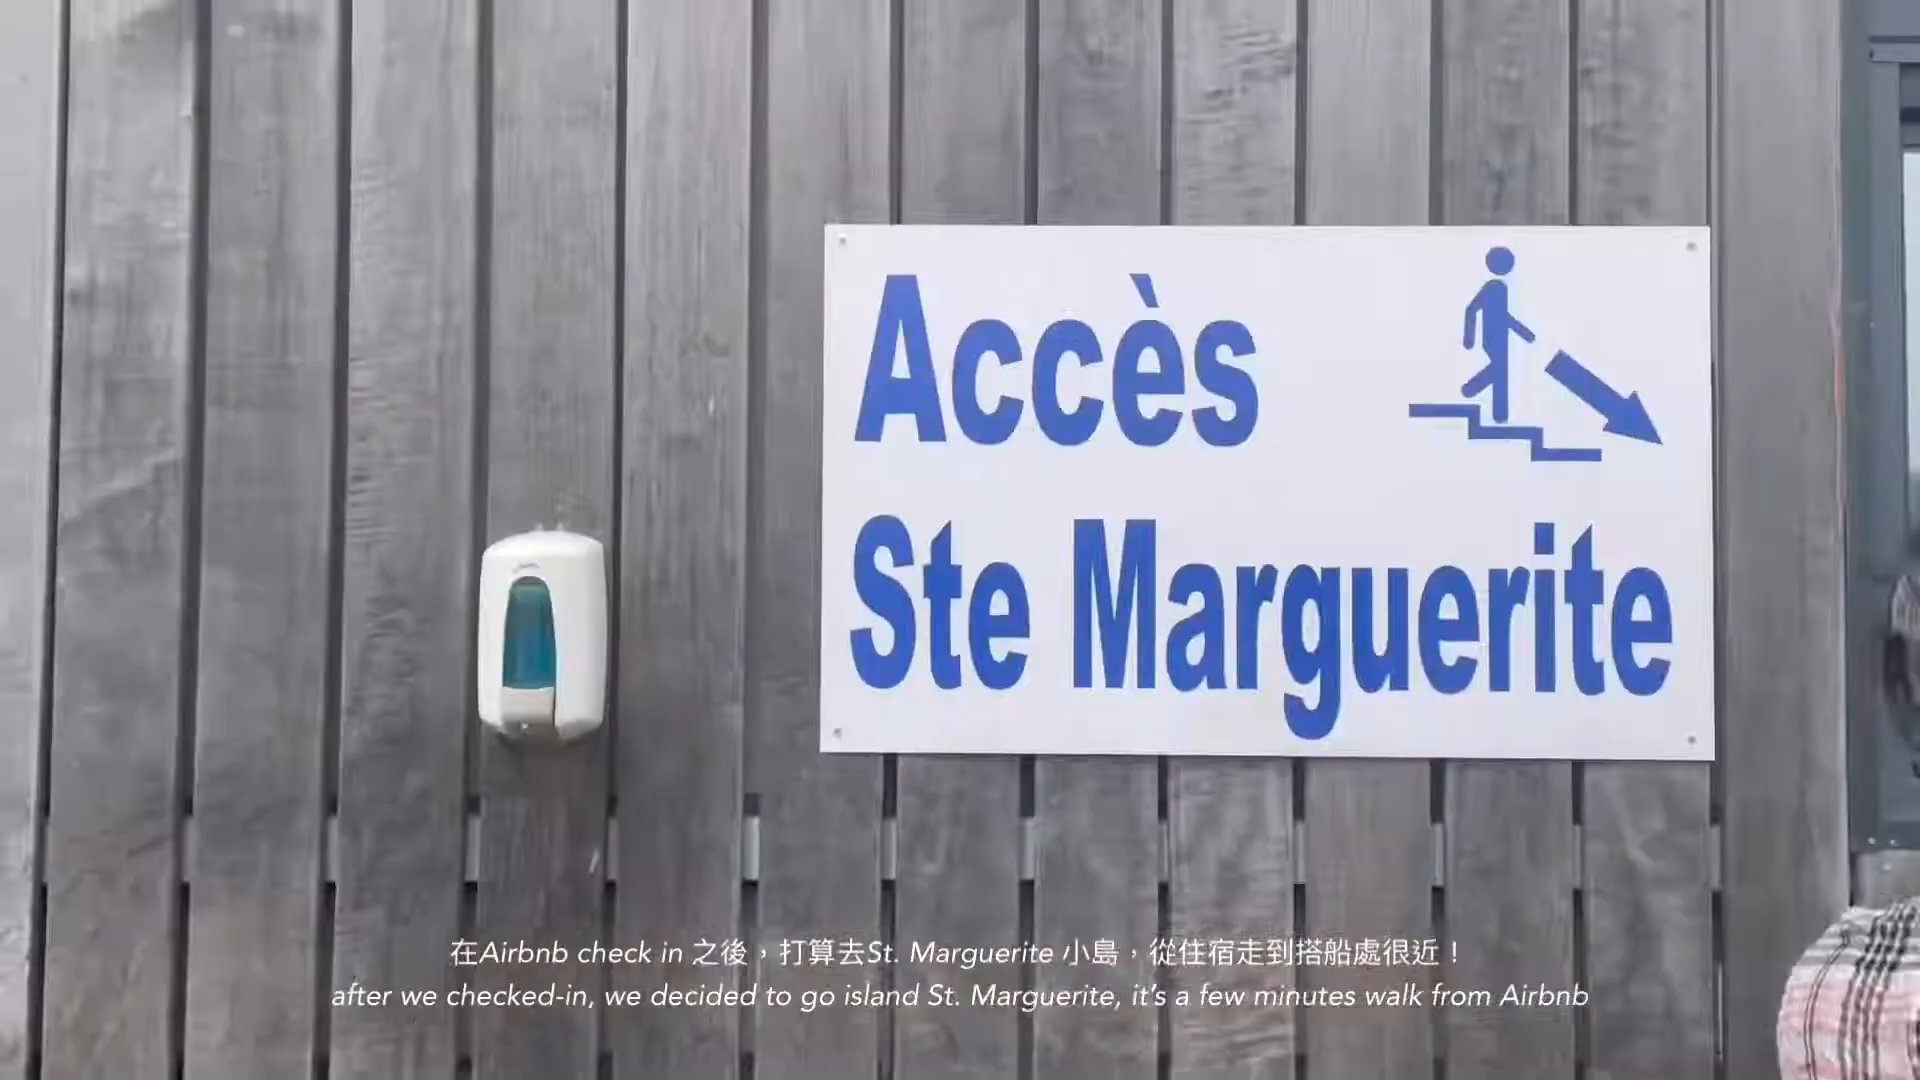 Accès
Ste Marguerite
在Airbnb check in 之後，打算去St. Marguerite 小島，從住宿走到搭船處很近！
after we checked-in, we decided to go island St. Marguerite, it's a few minutes walk from Airbnb